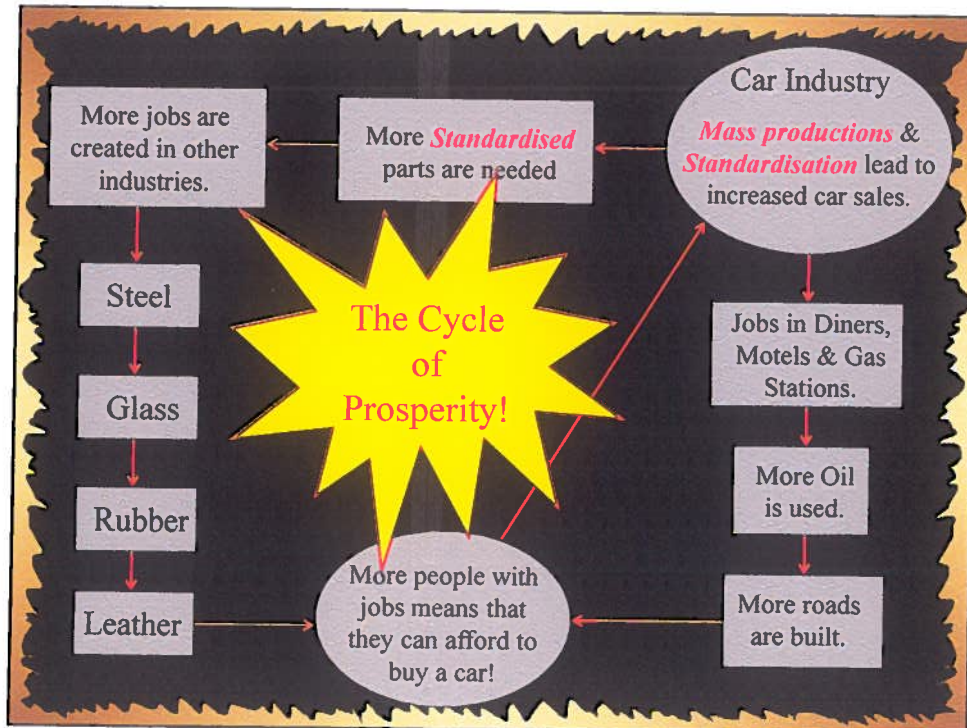 Car Industry
Mass productions &
Standardisation lead to
increased car sales.
More Standardised
parts are needed
More jobs are
created in other
industries.
Steel
Glass
Rubber
Leather
The Cycle
of
Prosperity!
Jobs in Diners,
Motels & Gas
Stations.
More Oil
is used.
More roads
are built.
More people with
jobs means that
they can afford to
buy a car!